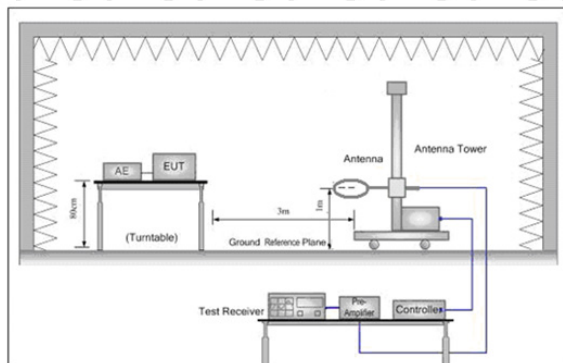 Antenna
Antenna Tower
AE
EUT
80cm
(Turntable)
3m
1m
Ground Reference Plane
Test Receiver
Pre-
Amplifier
Controller